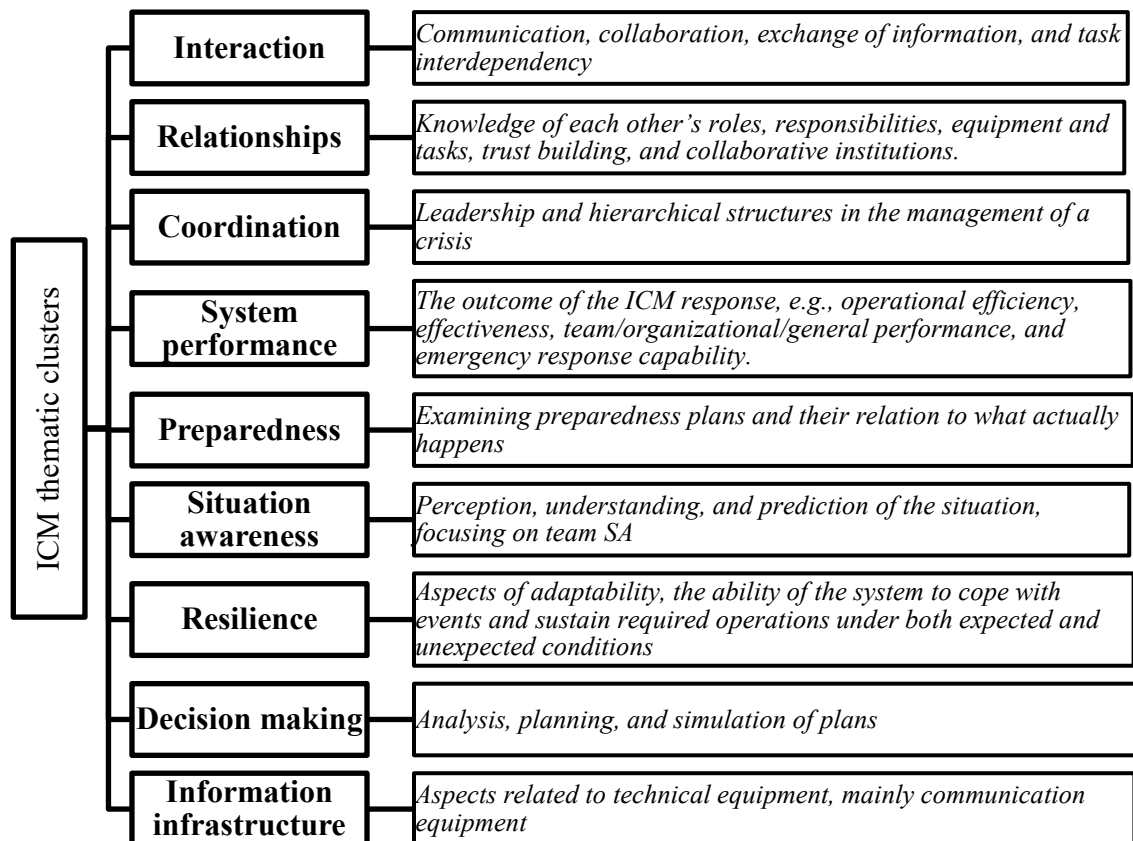 ICM thematic clusters
Interaction
Communication, collaboration, exchange of information, and task
interdependency
Relationships
Knowledge of each other’s roles, responsibilities, equipment and
tasks, trust building, and collaborative institutions.
Coordination
Leadership and hierarchical structures in the management of a
crisis
System
performance
The outcome of the ICM response, e.g., operational efficiency,
effectiveness, team/organizational/general performance, and
emergency response capability.
Preparedness
Examining preparedness plans and their relation to what actually
happens
Situation
awareness
Perception, understanding, and prediction of the situation,
focusing on team SA
Resilience
Aspects of adaptability, the ability of the system to cope with
events and sustain required operations under both expected and
unexpected conditions
Decision making
Analysis, planning, and simulation of plans
Information
infrastructure
Aspects related to technical equipment, mainly communication
equipment